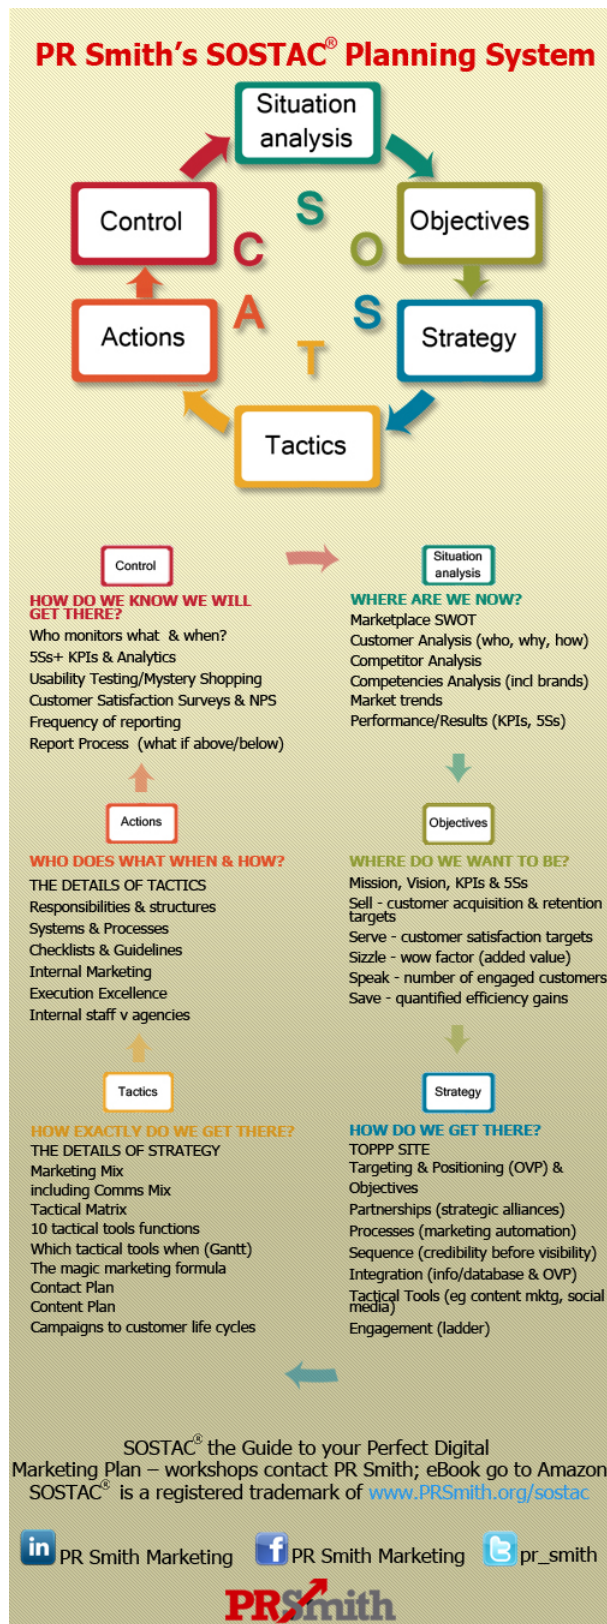 PR Smith's SOSTAC® Planning System
Situation
analysis
Control
Objectives
S
C
O
A
S
T
Actions
Strategy
Tactics
Control
HOW DO WE KNOW WE WILL
GET THERE?
Who monitors what & when?
5Ss+ KPIs & Analytics
Usability Testing/Mystery Shopping
Customer Satisfaction Surveys & NPS
Frequency of reporting
Report Process (what if above/below)
Situation
analysis
WHERE ARE WE NOW?
Marketplace SWOT
Customer Analysis (who, why, how)
Competitor Analysis
Competencies Analysis (incl brands)
Market trends
Performance/Results (KPIs, 5Ss)
Actions
WHO DOES WHAT WHEN & HOW?
THE DETAILS OF TACTICS
Responsibilities & structures
Systems & Processes
Checklists & Guidelines
Internal Marketing
Execution Excellence
Internal staff v agencies
Objectives
WHERE DO WE WANT TO BE?
Mission, Vision, KPIs & 5Ss
Sell - customer acquisition & retention
targets
Serve - customer satisfaction targets
Sizzle - wow factor (added value)
Speak - number of engaged customers
Save - quantified efficiency gains
Tactics
HOW EXACTLY DO WE GET THERE?
THE DETAILS OF STRATEGY
Marketing Mix
including Comms Mix
Tactical Matrix
10 tactical tools functions
Which tactical tools when (Gantt)
The magic marketing formula
Contact Plan
Content Plan
Campaigns to customer life cycles
Strategy
HOW DO WE GET THERE?
TOPPP SITE
Targeting & Positioning (OVP) &
Objectives
Partnerships (strategic alliances)
Processes (marketing automation)
Sequence (credibility before visibility)
Integration (info/database & OVP)
Tactical Tools (eg content mktg, social
media)
Engagement (ladder)
SOSTAC® the Guide to your Perfect Digital
Marketing Plan – workshops contact PR Smith; eBook go to Amazon
SOSTAC® is a registered trademark of www.PRSmith.org/sostac
in PR Smith Marketing f PR Smith Marketing t pr_smith
PRSmith